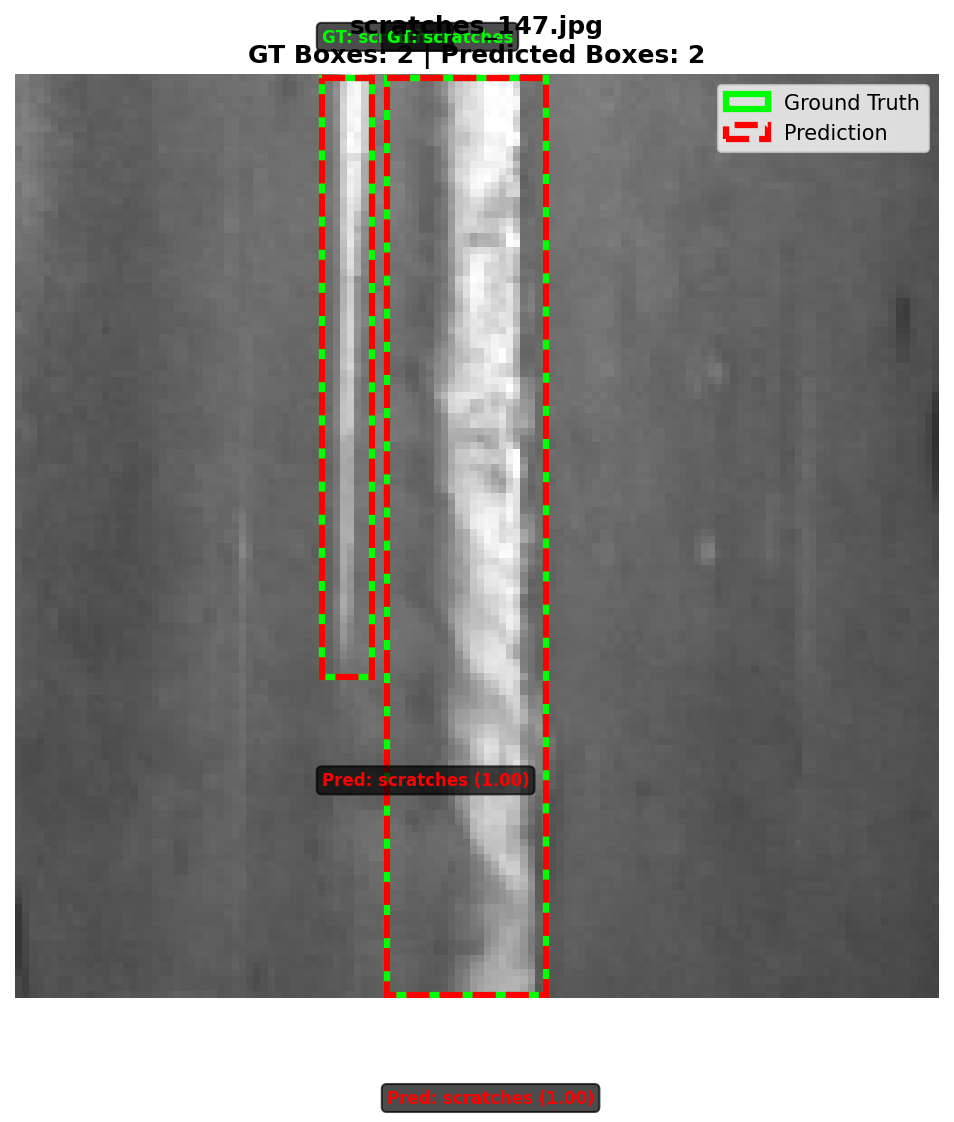 scratches_147.jpg
GT: scratches
GT Boxes: 2 | Predicted Boxes: 2
Ground Truth
Prediction
Pred: scratches (1.00)
Pred: scratches (1.00)